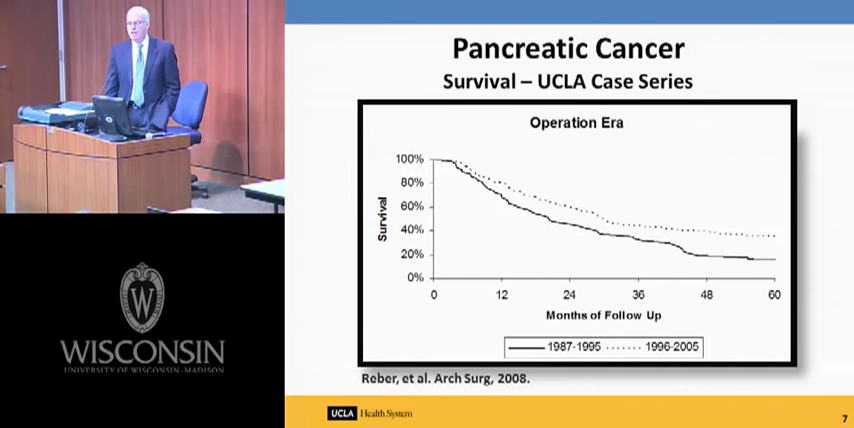 Pancreatic Cancer
Survival – UCLA Case Series
Operation Era
100%
80%
60%
40%
20%
0%
Survival
0 12 24 36 48 60
Months of Follow Up
1987-1995 1996-2005
Reber, et al. Arch Surg, 2008.
UCLA Health System
7
W
WISCONSIN
UNIVERSITY OF WISCONSIN-MADISON